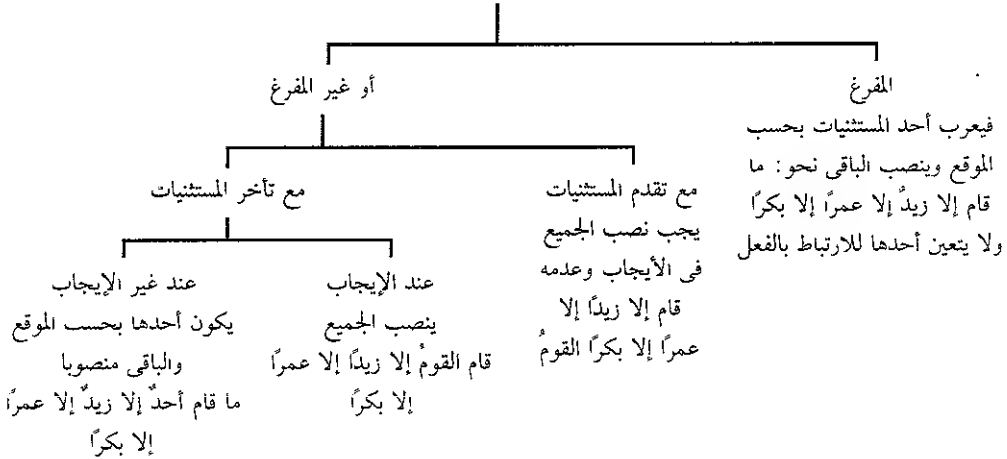 المفرغ
فيعرب أحد المستثنيات بحسب
الموقع وينصب الباقى نحو: ما
قام إلا زيدٌ إلا عمرًا إلا بكرًا
ولا يتعين أحدها للارتباط بالفعل
أو غير المفرغ
مع تقدم المستثنيات
يجب نصب الجميع
فى الأيجاب وعدمه
قام إلا زيدًا إلا
عمرًا إلا بكرًا القومُ
مع تأخر المستثنيات
عند الإيجاب
ينصب الجميع
قام القومُ إلا زيدًا إلا عمرًا
إلا بكرًا
عند غير الإيجاب
يكون أحدها بحسب الموقع
والباقى منصوبا
ما قام أحدٌ إلا زيدٌ إلا عمرًا
إلا بكرًا